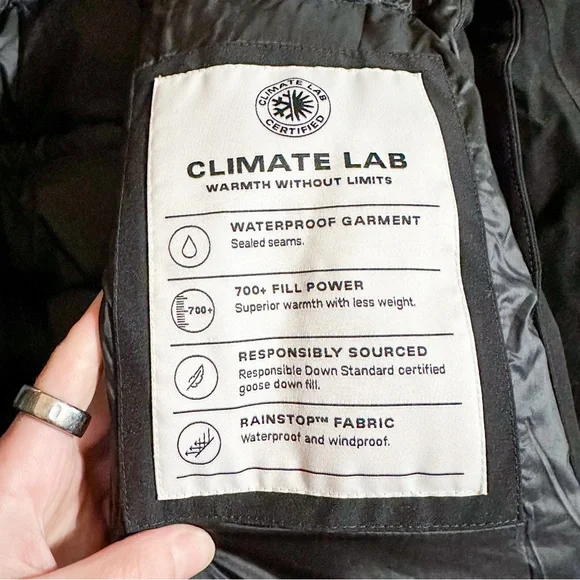 CLIMATE LAB
CERTIFIED
CLIMATE LAB
WARMTH WITHOUT LIMITS
WATERPROOF GARMENT
Sealed seams.
700+ FILL POWER
-700+
Superior warmth with less weight.
RESPONSIBLY SOURCED
Responsible Down Standard certified
goose down fill.
RAINSTOP™ FABRIC
Waterproof and windproof.